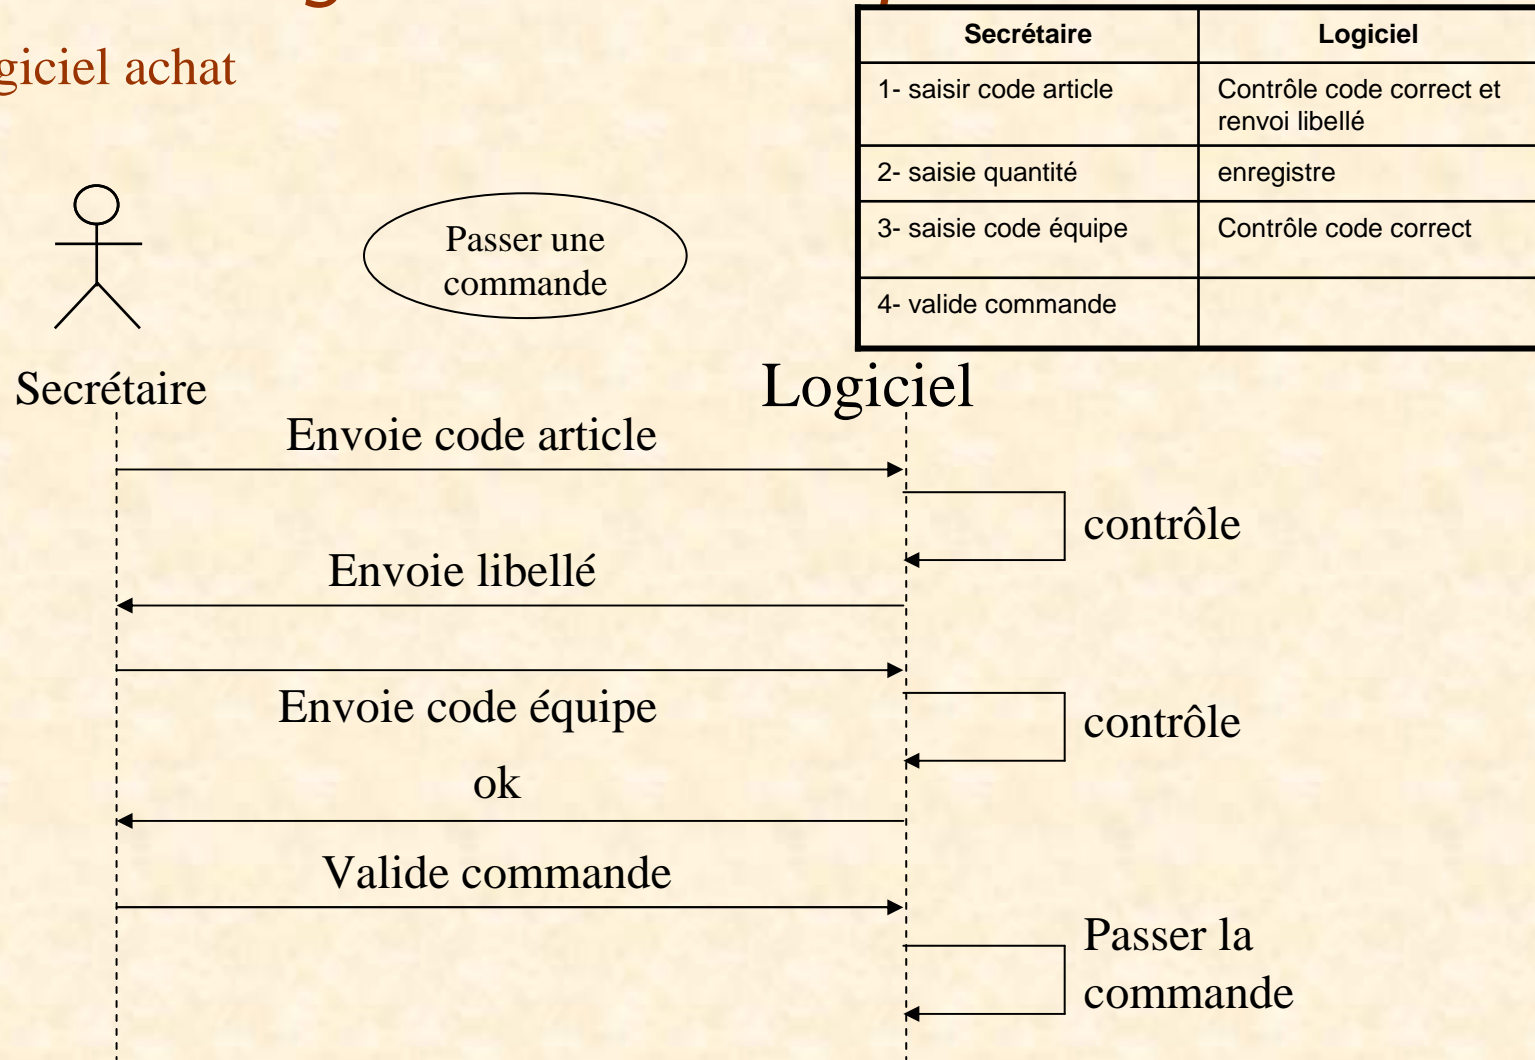 giciel achat
Secrétaire
Logiciel
1- saisir code article
Contrôle code correct et
renvoi libellé
2- saisie quantité
enregistre
3- saisie code équipe
Contrôle code correct
4- valide commande
Passer une
commande
Secrétaire
Logiciel
Envoie code article
contrôle
Envoie libellé
Envoie code équipe
contrôle
ok
Valide commande
Passer la
commande